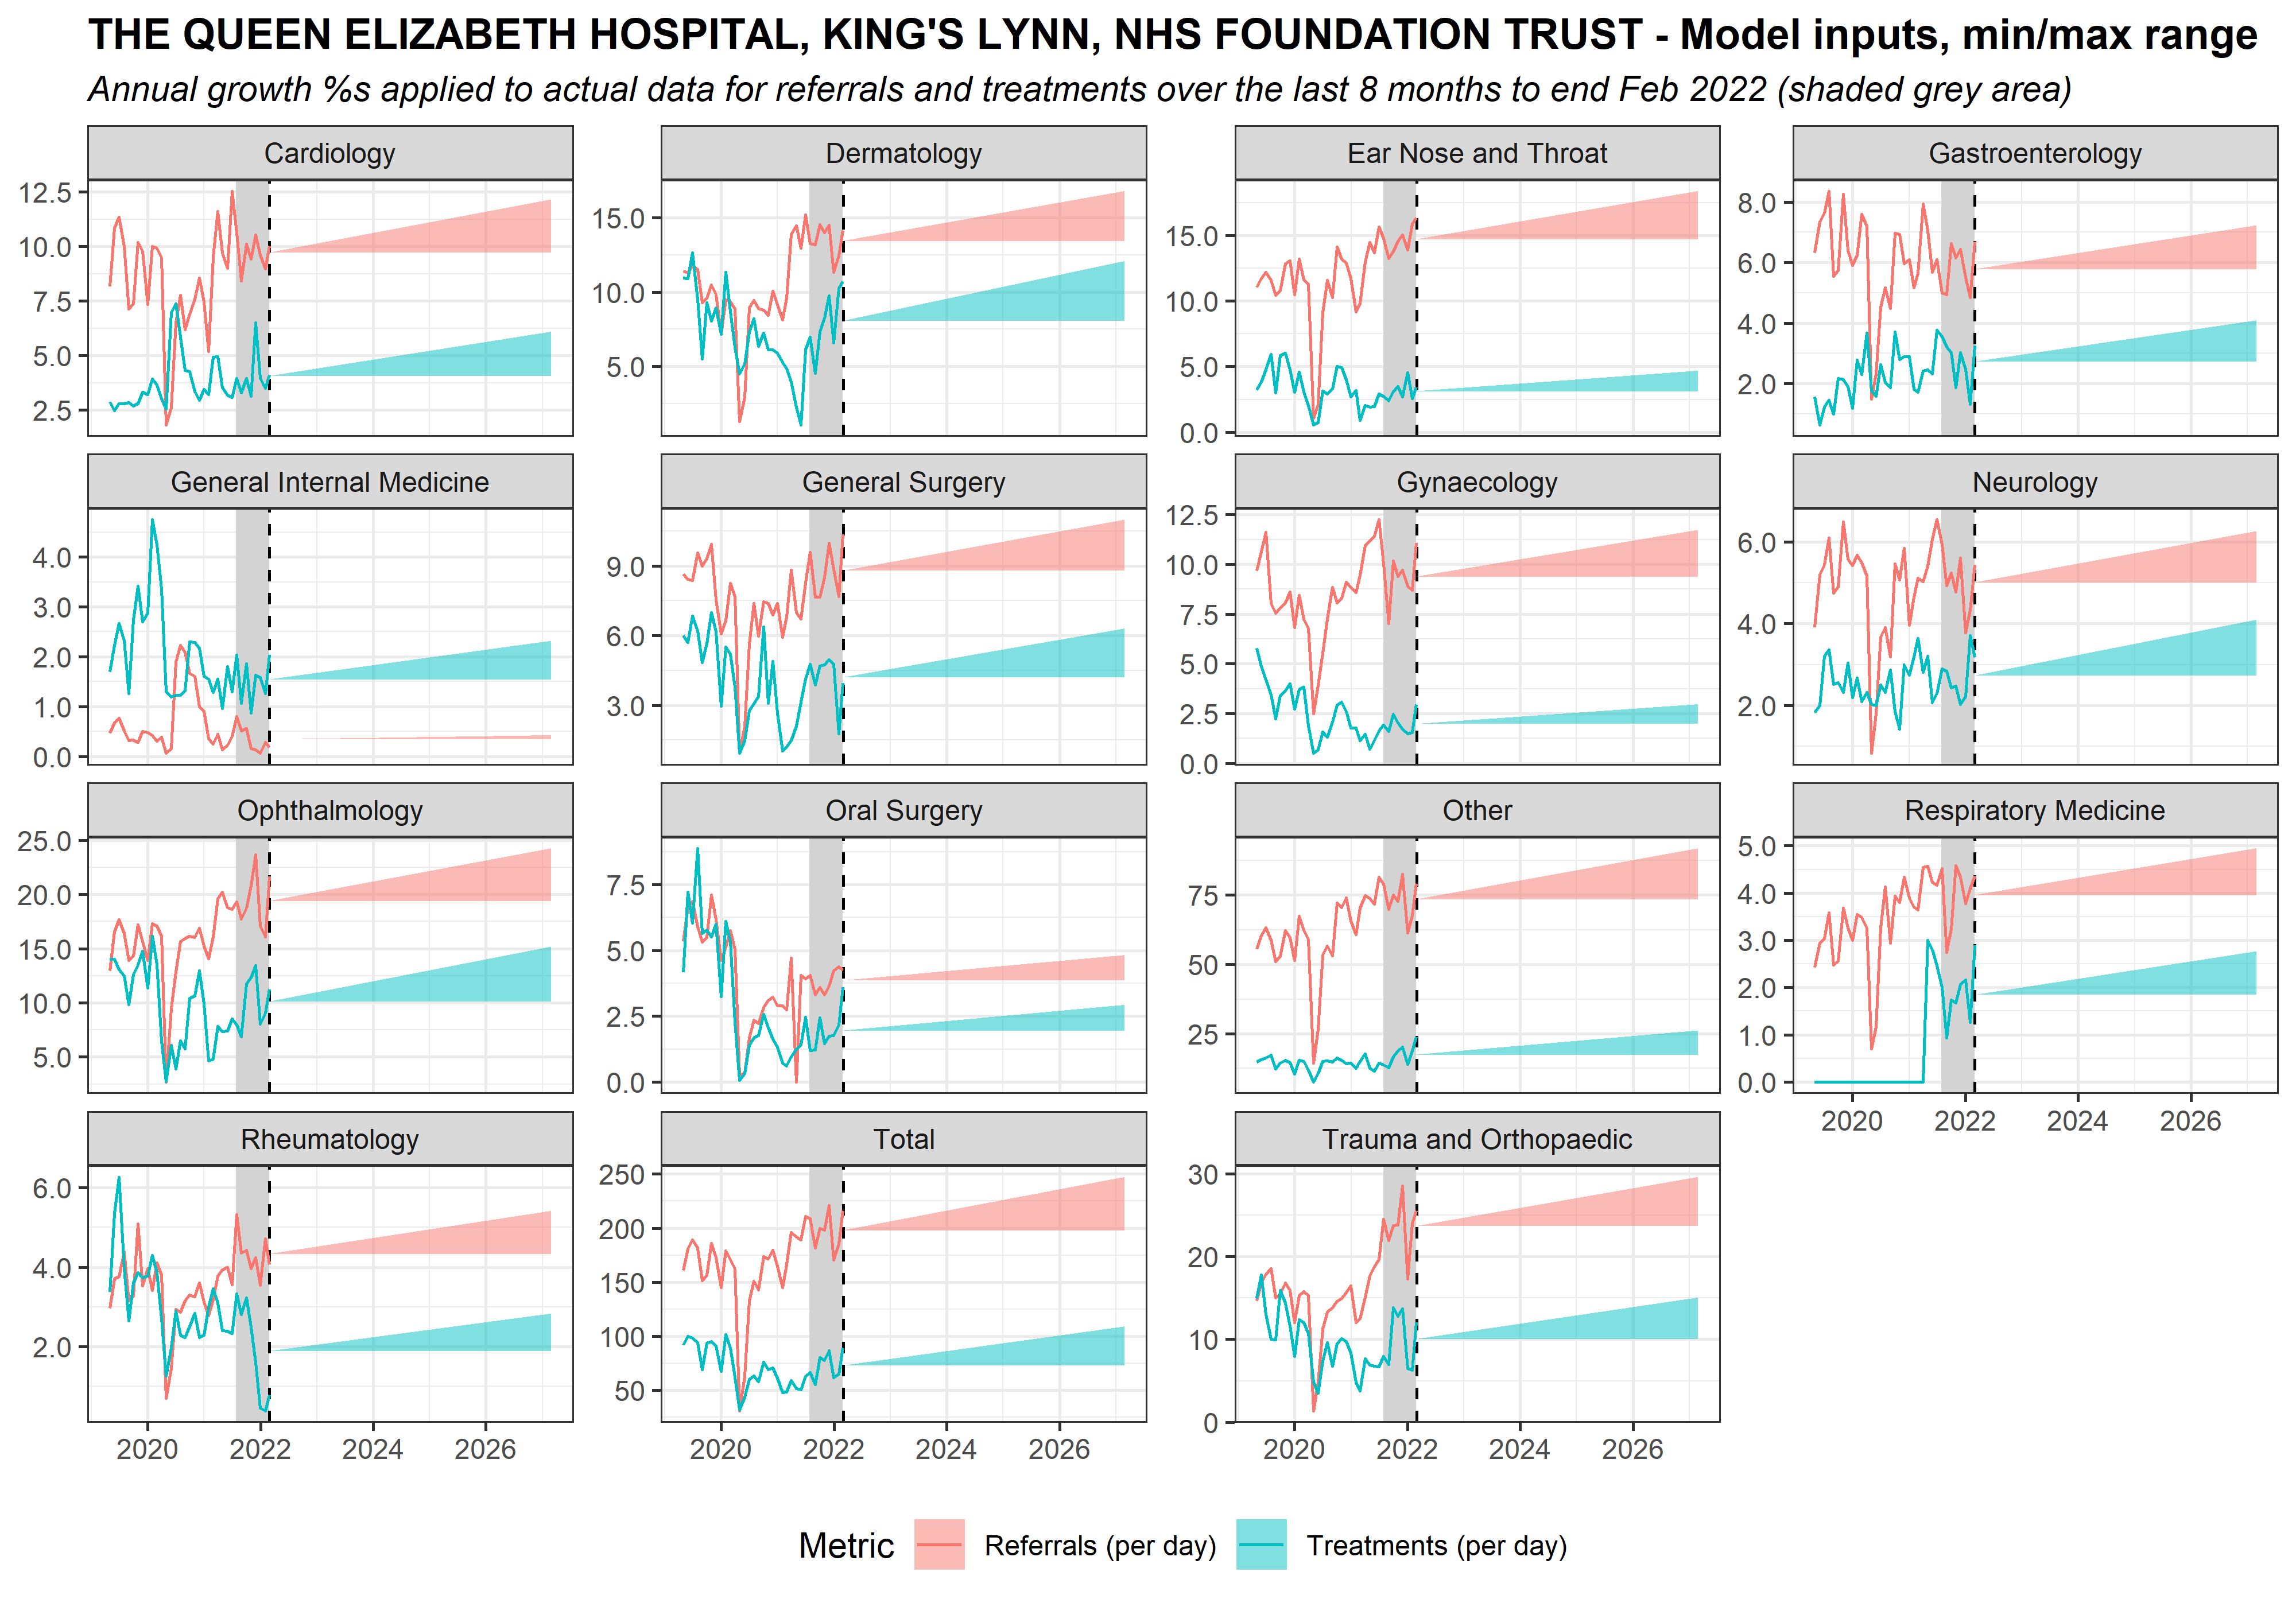 THE QUEEN ELIZABETH HOSPITAL, KING'S LYNN, NHS FOUNDATION TRUST - Model inputs, min/max range
Annual growth %s applied to actual data for referrals and treatments over the last 8 months to end Feb 2022 (shaded grey area)
Cardiology
12.5
10.0
7.5
5.0
2.5
Dermatology
15.0
10.0
5.0
Ear Nose and Throat
15.0
10.0
5.0
0.0
Gastroenterology
8.0
6.0
4.0
2.0
General Internal Medicine
4.0
3.0
2.0
1.0
0.0
General Surgery
9.0
6.0
3.0
Gynaecology
12.5
10.0
7.5
5.0
2.5
0.0
Neurology
6.0
4.0
2.0
Ophthalmology
25.0
20.0
15.0
10.0
5.0
Oral Surgery
7.5
5.0
2.5
0.0
Other
75
50
25
Respiratory Medicine
5.0
4.0
3.0
2.0
1.0
0.0
2020 2022 2024 2026
Rheumatology
6.0
4.0
2.0
2020 2022 2024 2026
Total
250
200
150
100
50
2020 2022 2024 2026
Trauma and Orthopaedic
30
20
10
0
2020 2022 2024 2026
Metric Referrals (per day) Treatments (per day)